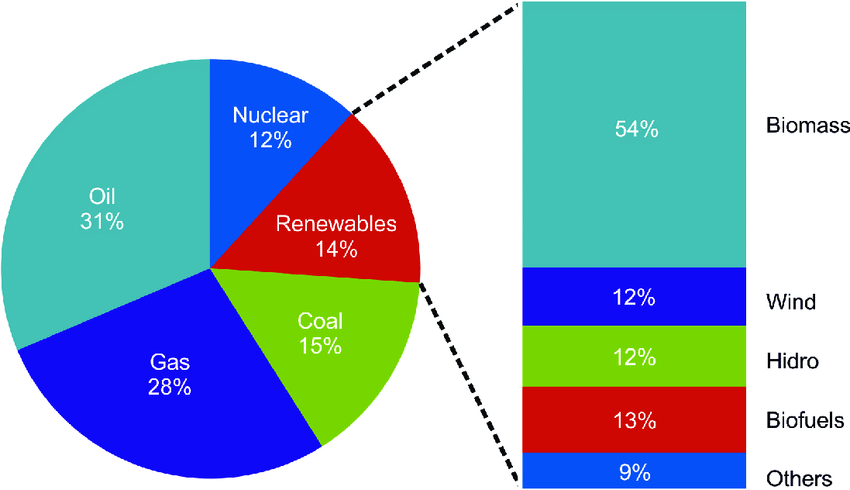 Nuclear
12%
Renewables
14%
Coal
15%
Gas
28%
Oil
31%
54%
Biomass
12%
Wind
12%
Hidro
13%
Biofuels
9%
Others